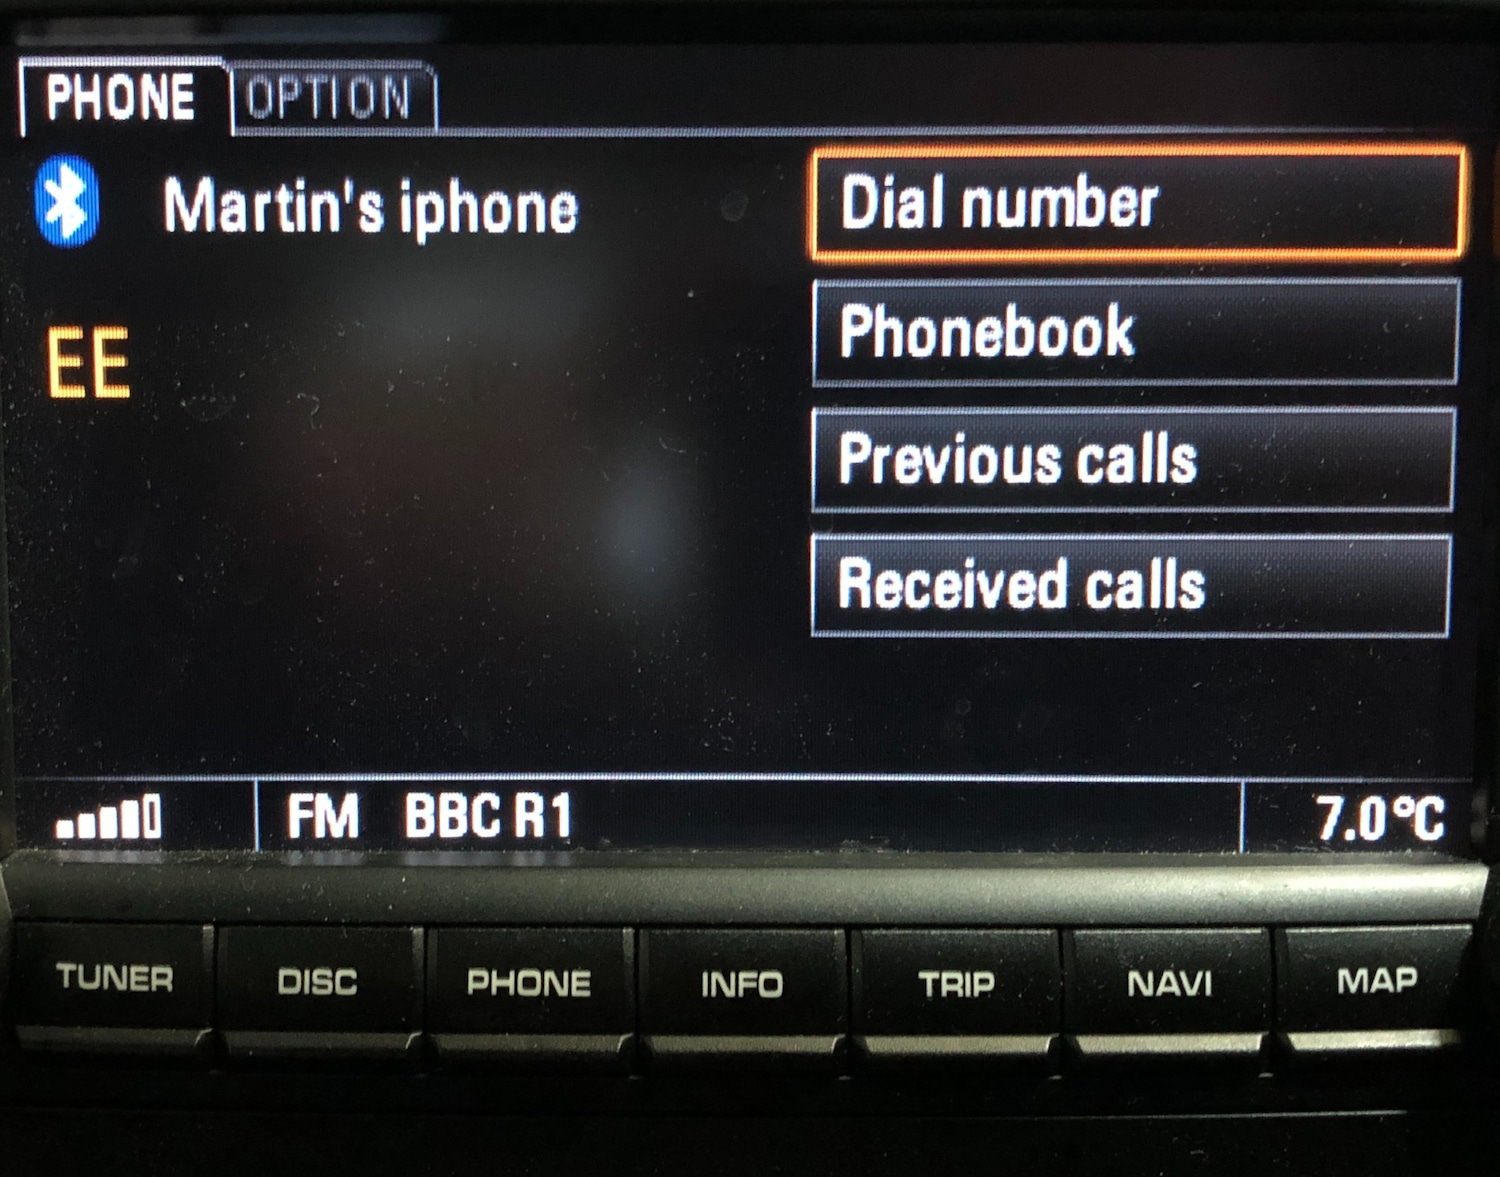 PHONE OPTION
Martin's iphone
EE
Dial number
Phonebook
Previous calls
Received calls
FM BBC R1 7.0°C
TUNER DISC PHONE INFO TRIP NAVI MAP